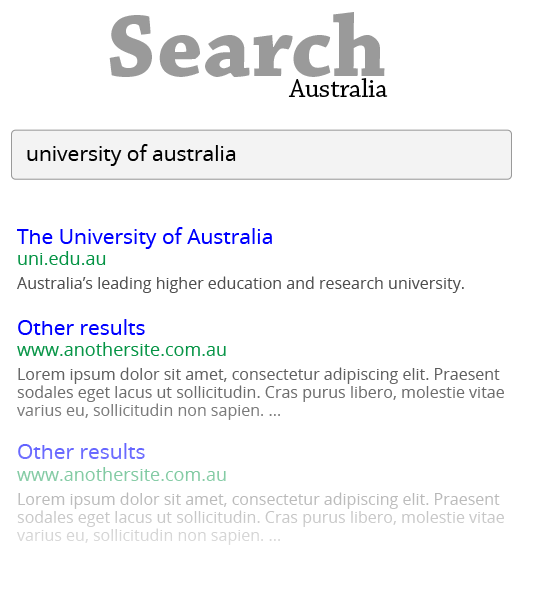 Search
Australia
university of australia
The University of Australia
uni.edu.au
Australia’s leading higher education and research university.
Other results
www.anothersite.com.au
Lorem ipsum dolor sit amet, consectetur adipiscing elit. Praesent
sodales eget lacus ut sollicitudin. Cras purus libero, molestie vitae
varius eu, sollicitudin non sapien. ...
Other results
www.anothersite.com.au
Lorem ipsum dolor sit amet, consectetur adipiscing elit. Praesent
sodales eget lacus ut sollicitudin. Cras purus libero, molestie vitae
varius eu, sollicitudin non sapien. ...